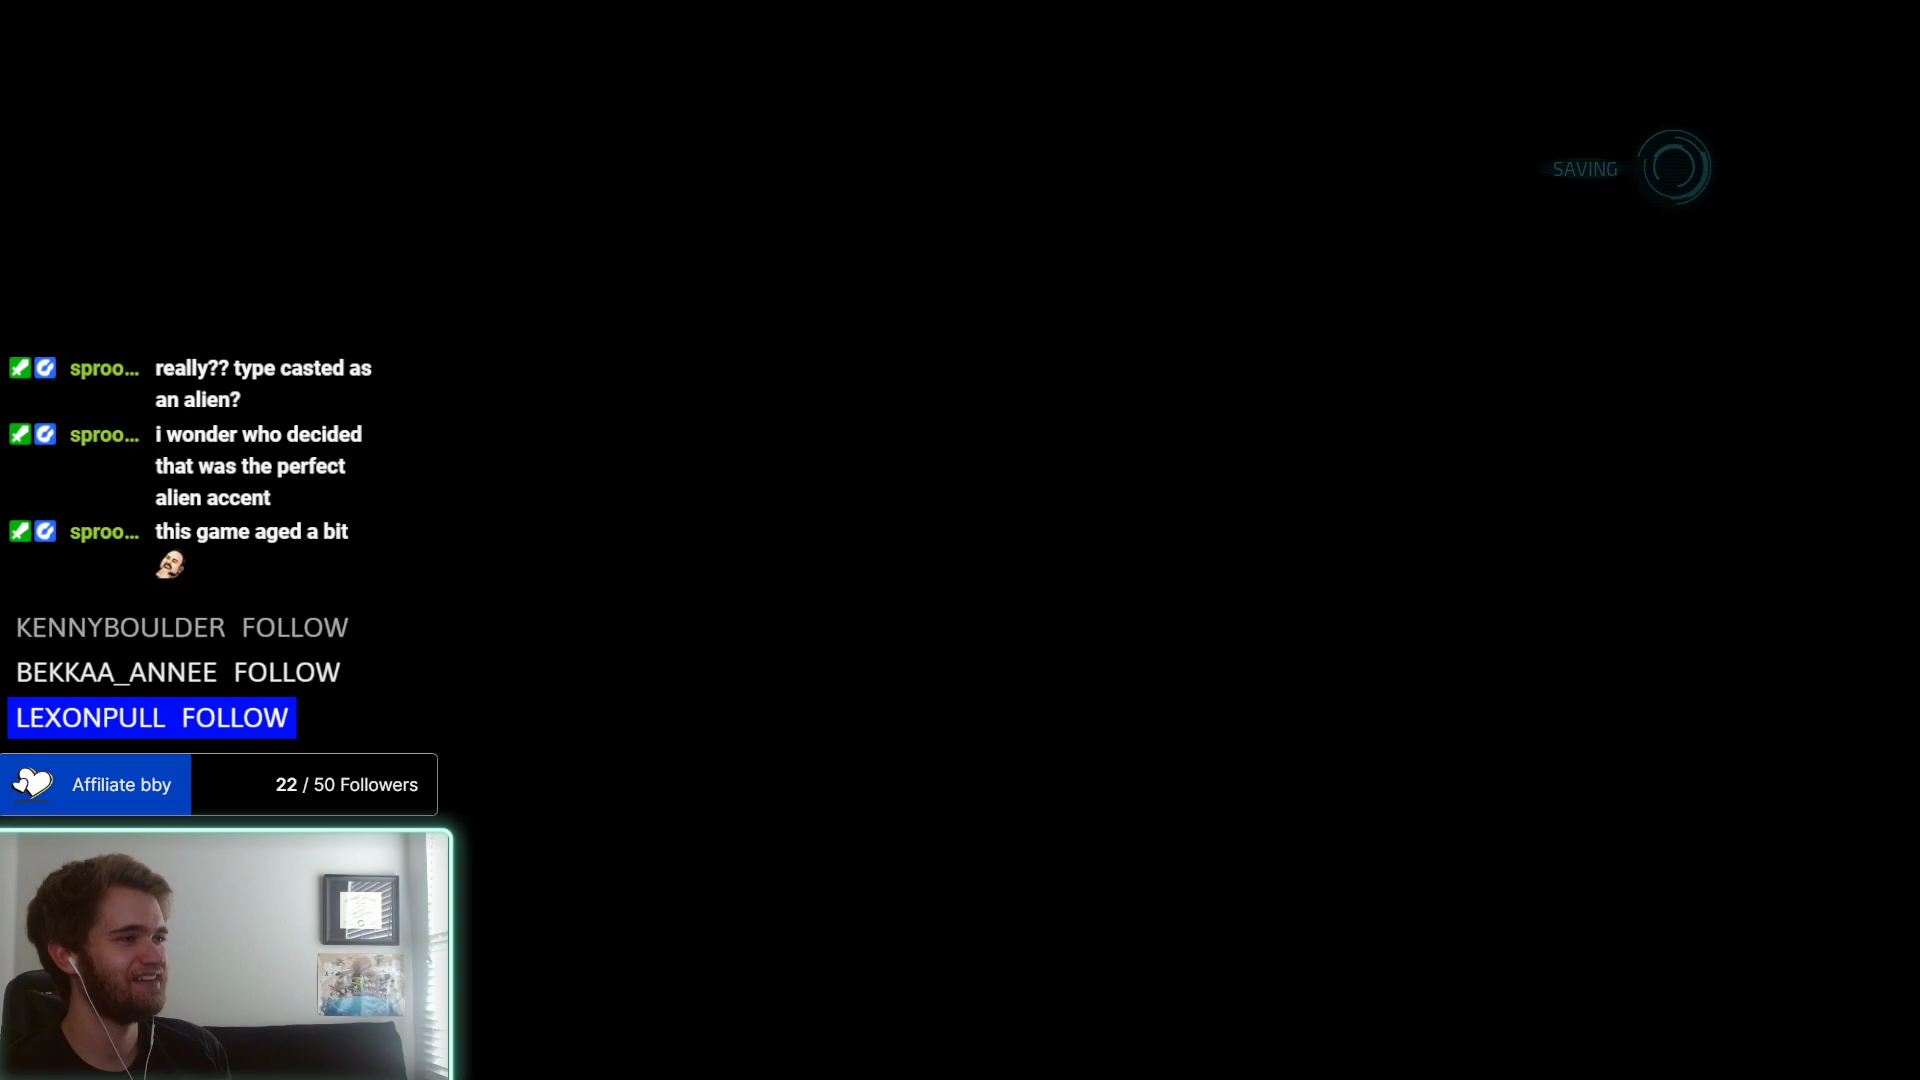 SAVING
sproo... really?? type casted as
an alien?
sproo... i wonder who decided
that was the perfect
alien accent
sproo... this game aged a bit
KENNYBOULDER FOLLOW
BEKKAA_ANNEE FOLLOW
LEXONPULL FOLLOW
Affiliate bby 22 / 50 Followers